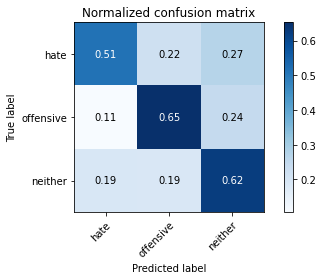 Normalized confusion matrix
True label
hate
0.51 0.22 0.27
offensive
0.11 0.65 0.24
neither
0.19 0.19 0.62
hate
offensive
neither
Predicted label
0.6
0.5
0.4
0.3
0.2